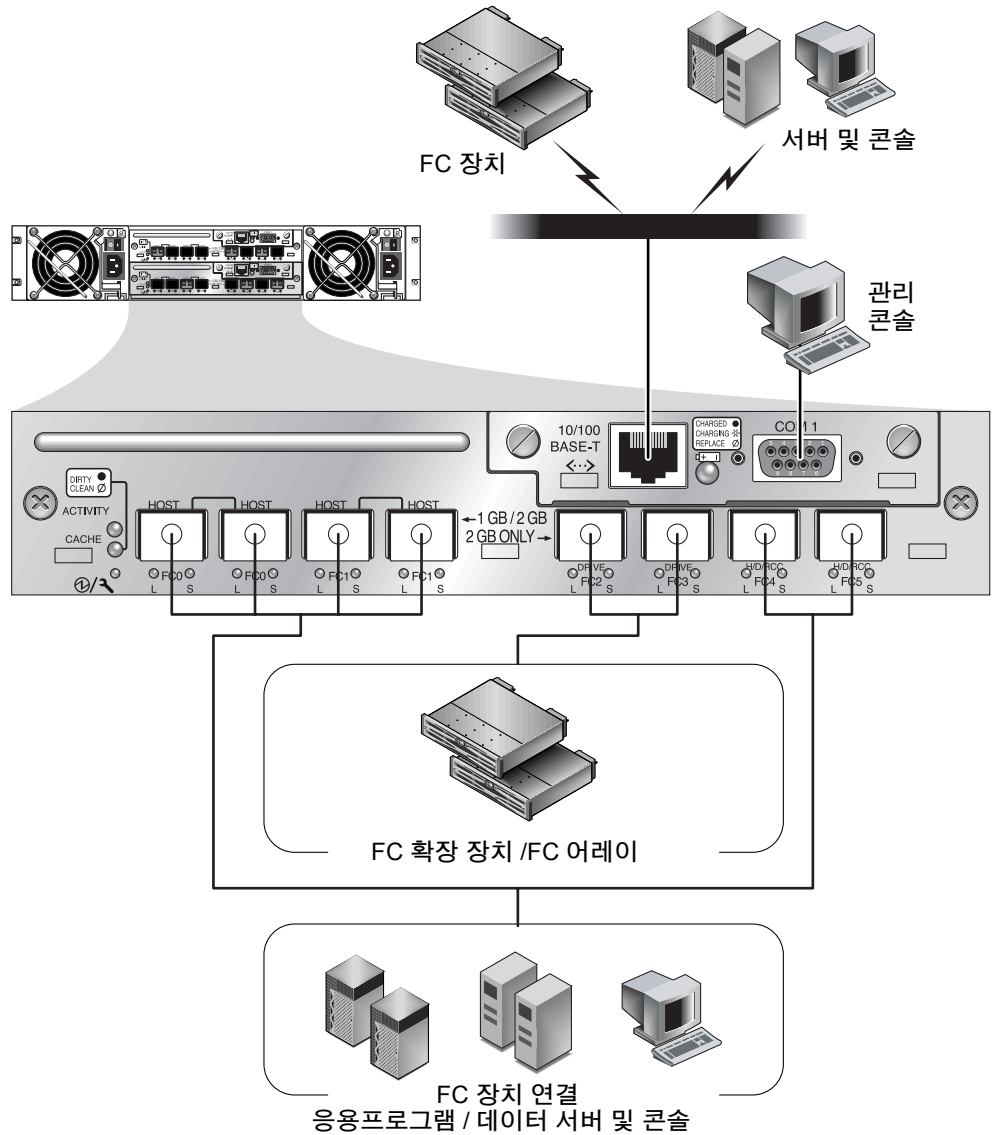 FC 장치
서버 및 콘솔
관리
콘솔
10/100
BASE-T
<··>
CHARGED ●
CHARGING ☼
REPLACE Ø
COM 1
DIRTY ●
CLEAN Ø
ACTIVITY
CACHE
HOST HOST HOST HOST
←1 GB / 2 GB
2 GB ONLY→
DRIVE DRIVE H/D/RCC H/D/RCC
FC0 FC0 FC1 FC1 FC2 FC3 FC4 FC5
L S L S L S L S L S L S L S L S
FC 확장 장치 /FC 어레이
FC 장치 연결
응용프로그램 / 데이터 서버 및 콘솔